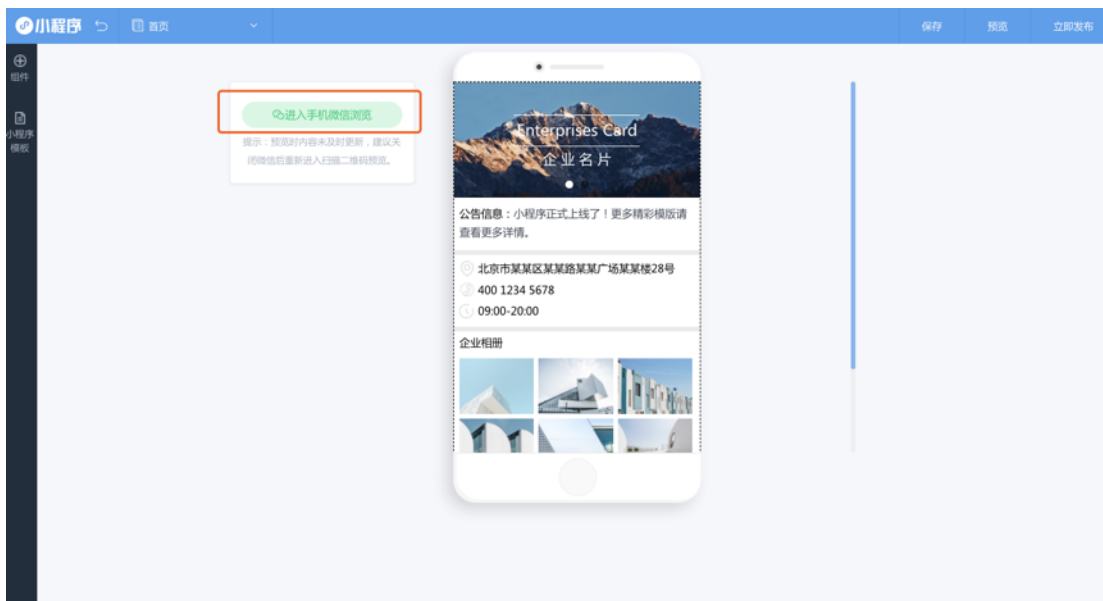 小程序
首页
保存
预览
立即发布
组件
小程序
模板
进入手机微信浏览
提示：预览时内容未及时更新，建议关
闭微信后重新进入扫描二维码预览。
Enterprises Card
企业名片
公告信息：小程序正式上线了！更多精彩模版请
查看更多详情。
北京市某某区某某路某某广场某某楼28号
400 1234 5678
09:00-20:00
企业相册